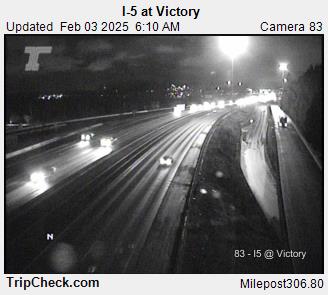 I-5 at Victory
Updated  Feb 03 2025  6:10 AM    Camera 83
T
N
83 - I5 @ Victory
TripCheck.com    Milepost306.80